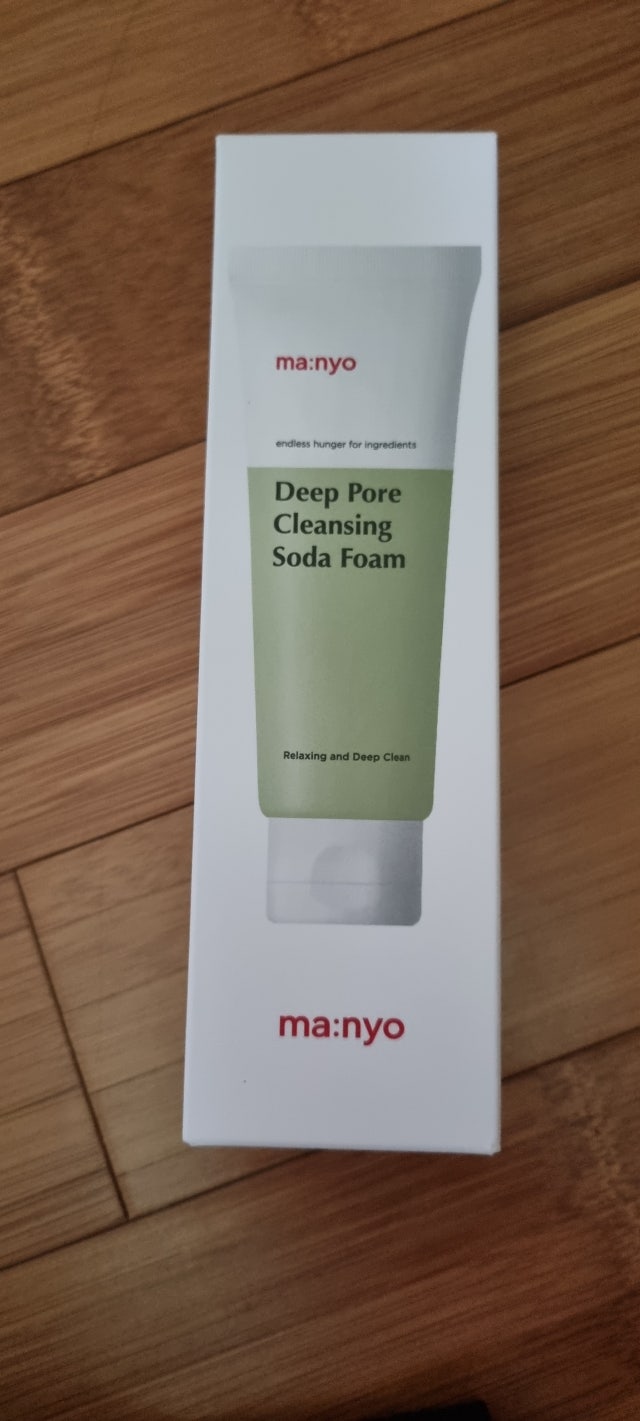 ma:nyo
endless hunger for ingredients
Deep Pore
Cleansing
Soda Foam
Relaxing and Deep Clean
ma:nyo